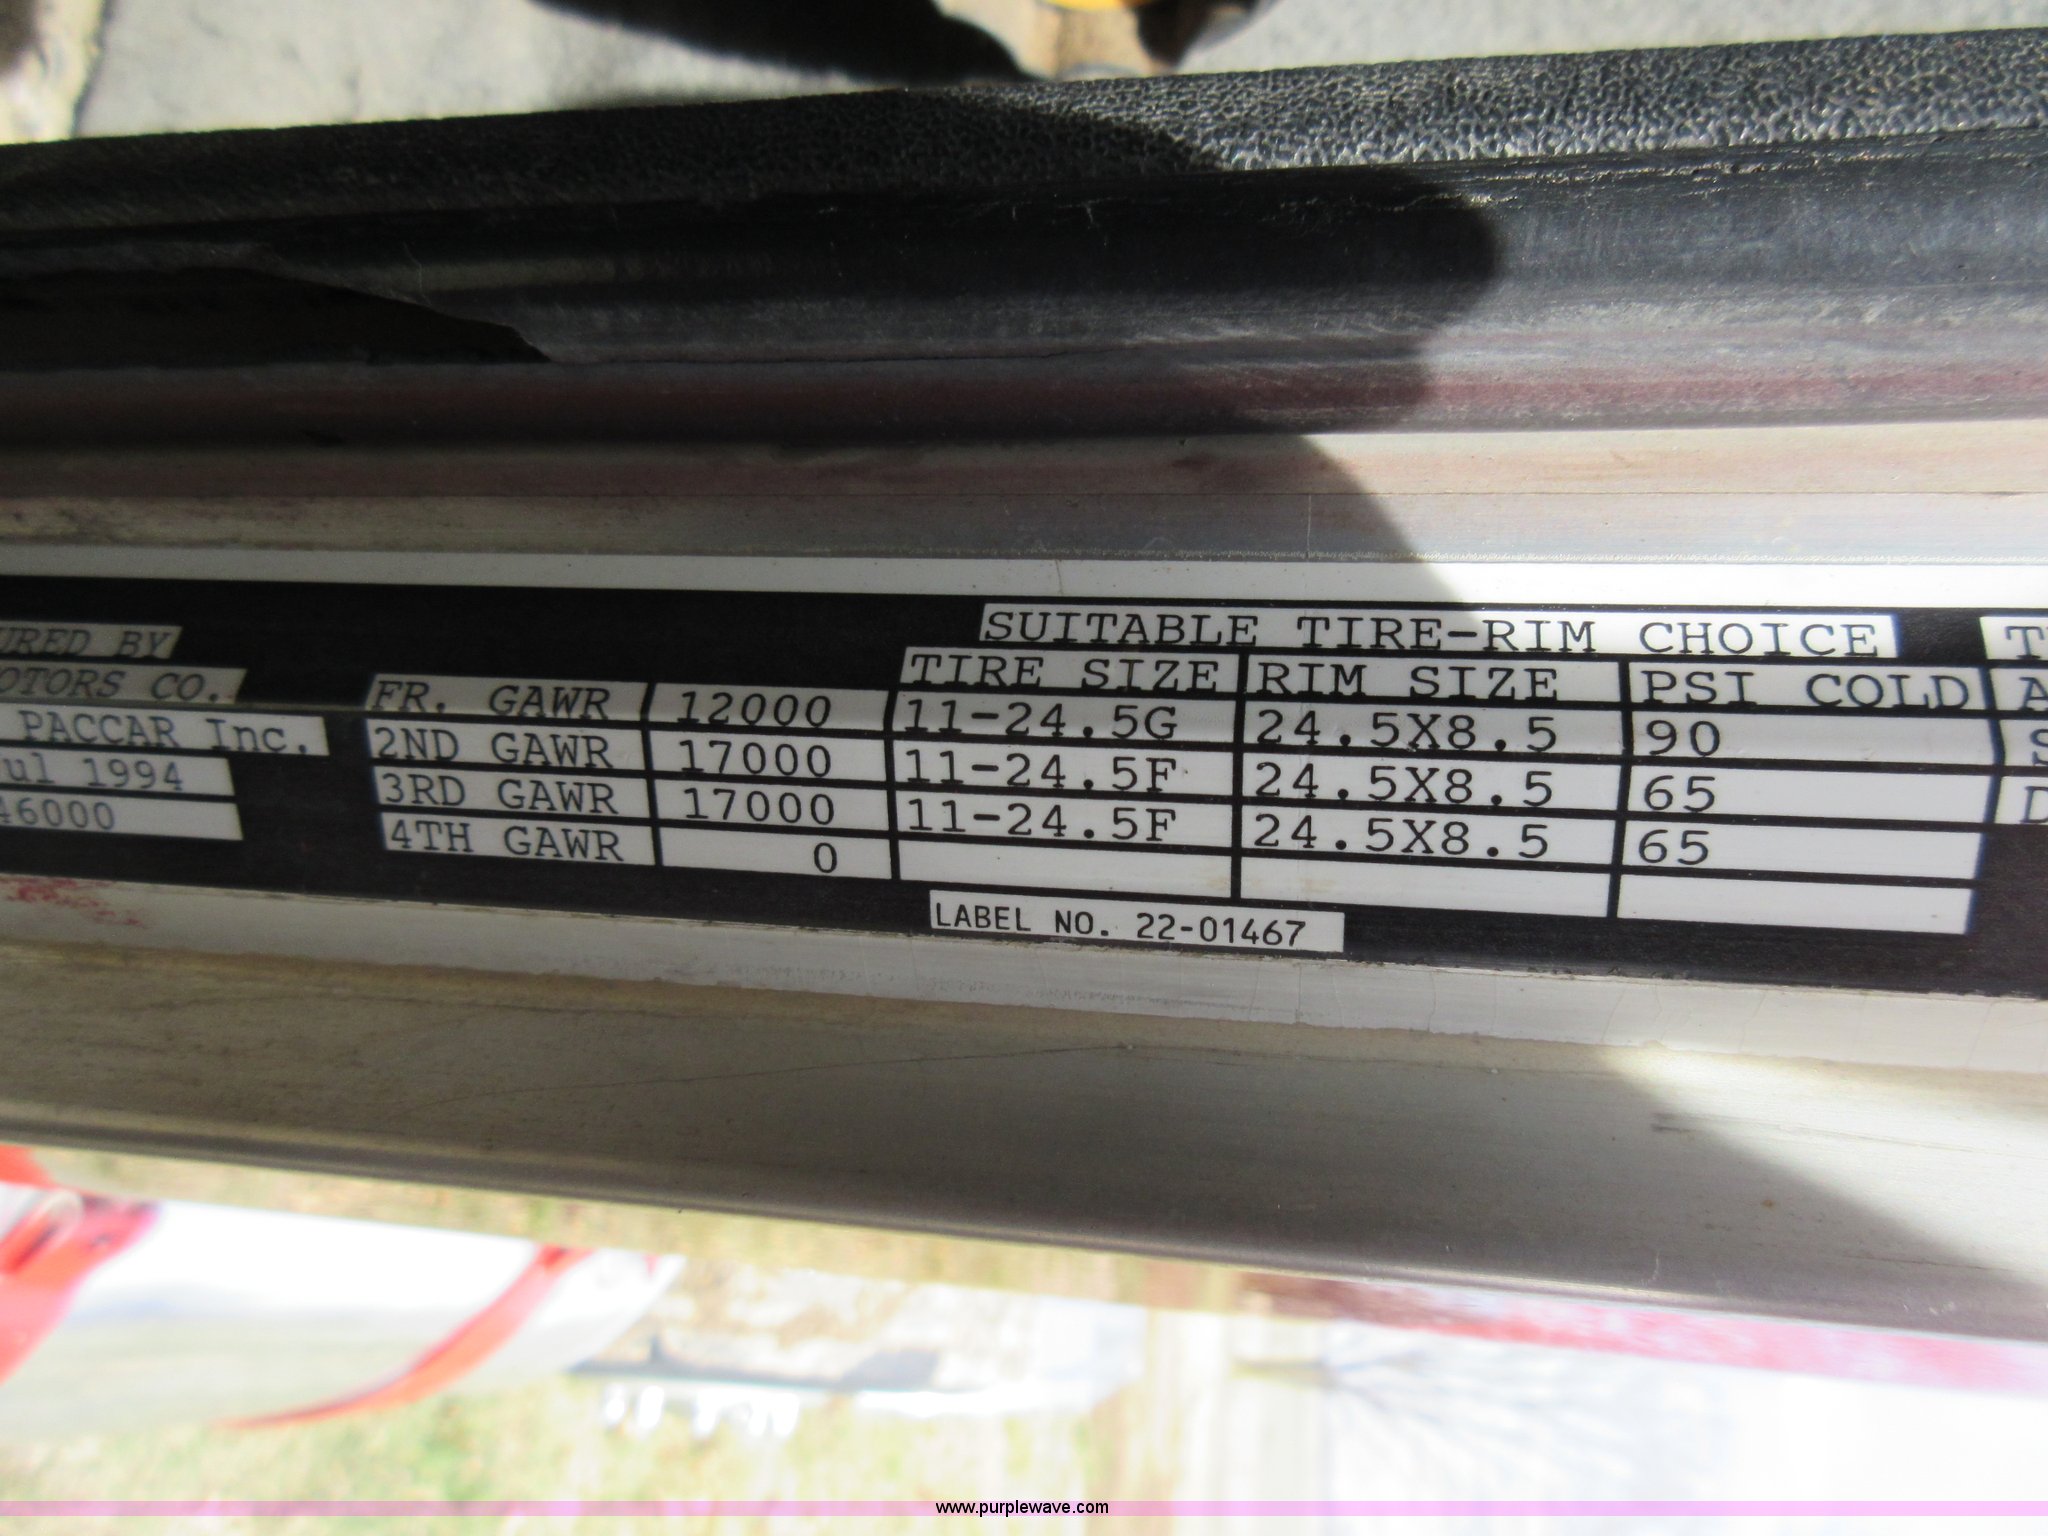 SUITABLE TIRE-RIM CHOICE
URED BY
TIRE SIZE RIM SIZE PSI COLD
OTORS CO.
FR. GAWR 12000 11-24.5G 24.5X8.5 90
PACCAR Inc.
2ND GAWR 17000 11-24.5F 24.5X8.5 65
ul 1994
3RD GAWR 17000 11-24.5F 24.5X8.5 65
46000
4TH GAWR 0
LABEL NO. 22-01467
www.purplewave.com